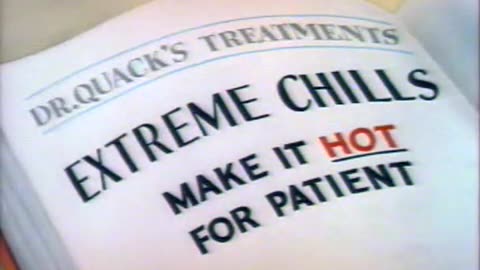 DR. QUACK'S TREATMENTS
EXTREME CHILLS
MAKE IT HOT
FOR PATIENT